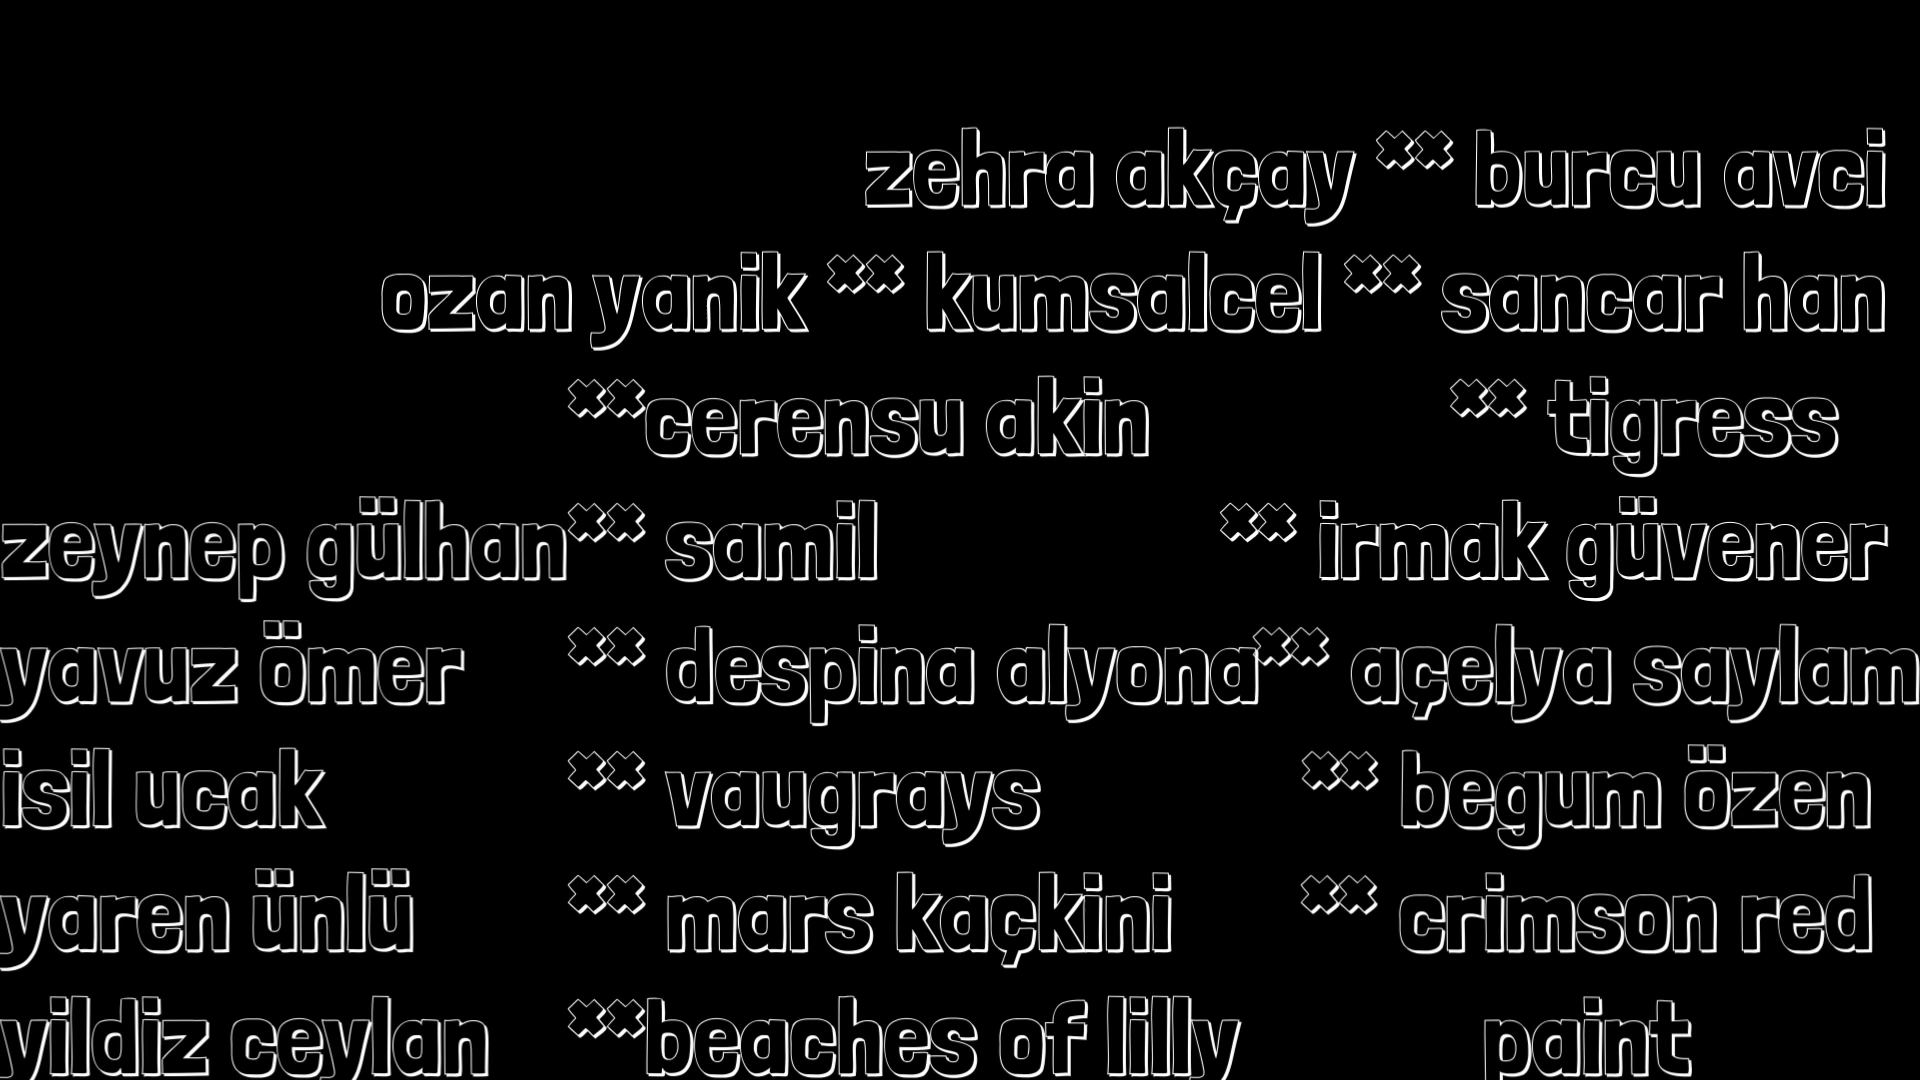 zehra akçay ** burcu avci
ozan yanik ** kumsalcel ** sancar han
**cerensu akin ** tigress
zeynep gülhan** samil ** irmak güvener
yavuz ömer ** despina alyona** açelya saylam
isil ucak ** vaugrays ** begum özen
yaren ünlü ** mars kaçkini ** crimson red
yildiz ceylan **beaches of lilly paint